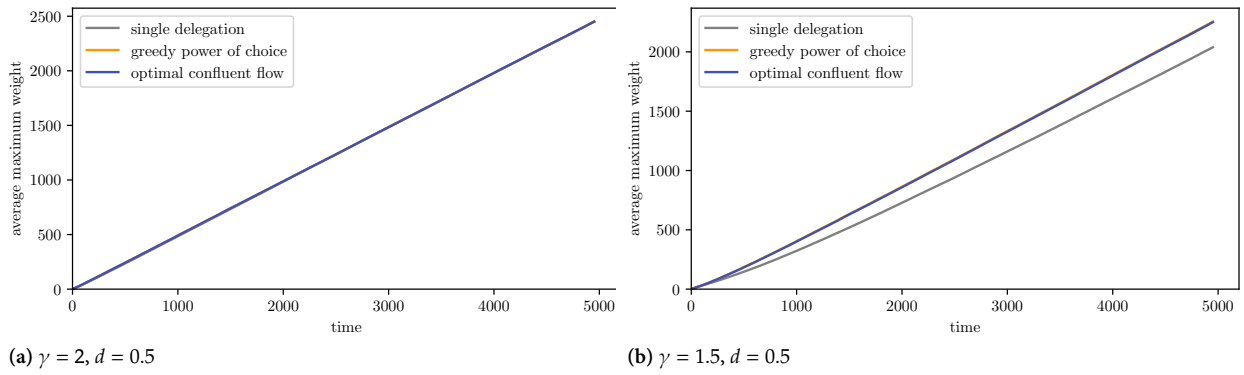 single delegation
greedy power of choice
optimal confluent flow
average maximum weight
2500
2000
1500
1000
500
0
0 1000 2000 3000 4000 5000
time
(a) γ = 2, d = 0.5
single delegation
greedy power of choice
optimal confluent flow
average maximum weight
2000
1500
1000
500
0
0 1000 2000 3000 4000 5000
time
(b) γ = 1.5, d = 0.5